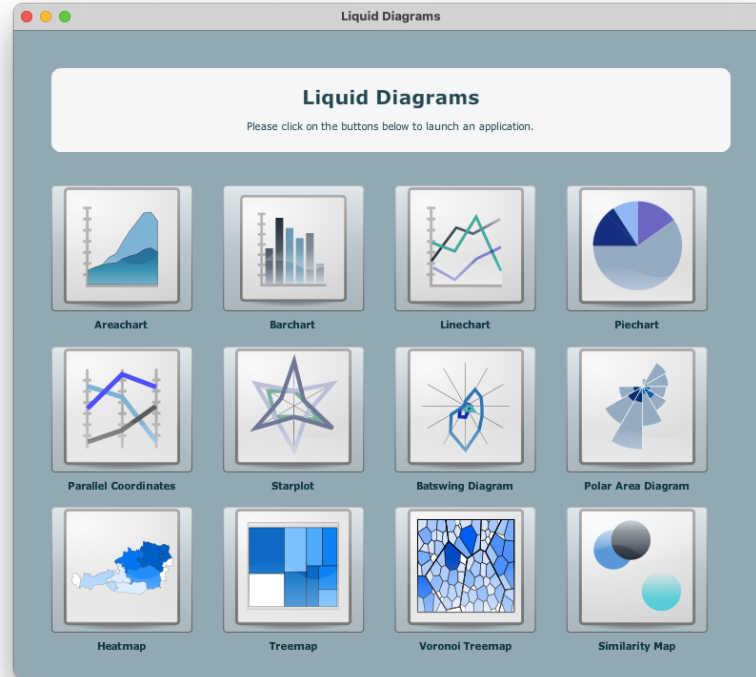 Liquid Diagrams
Liquid Diagrams
Please click on the buttons below to launch an application.
Areachart
Barchart
Linechart
Piechart
Parallel Coordinates
Starplot
Batswing Diagram
Polar Area Diagram
Heatmap
Treemap
Voronoi Treemap
Similarity Map